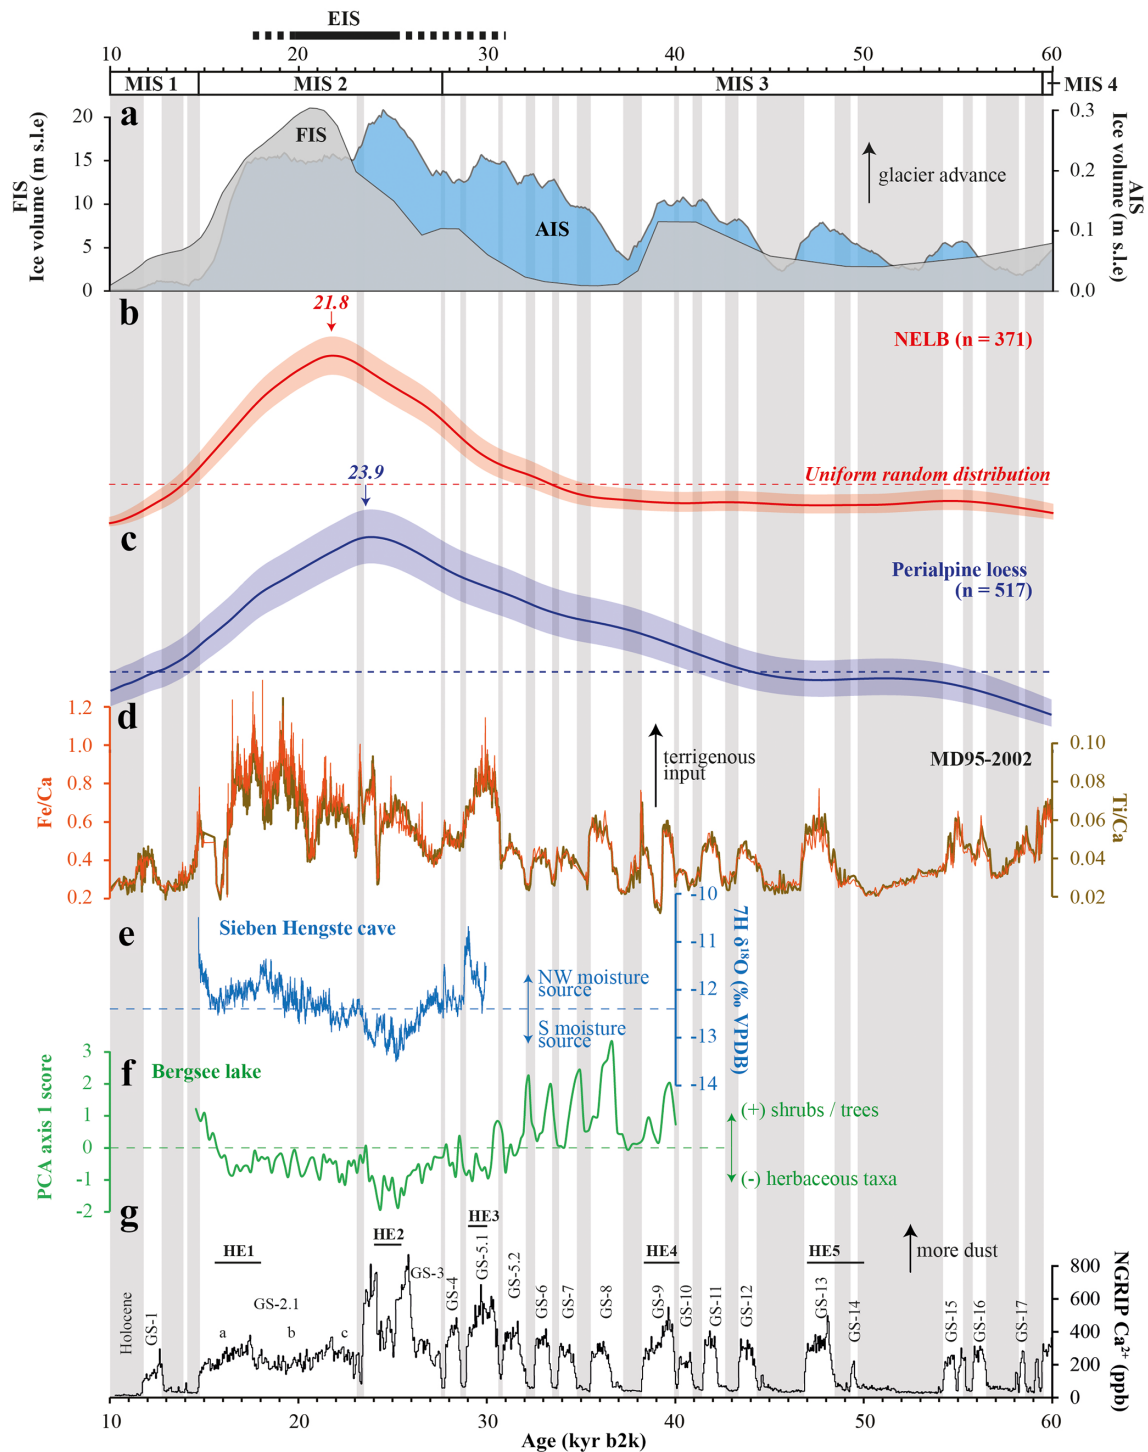 EIS
10 20 30 40 50 60
MIS 1 MIS 2 MIS 3 MIS 4
a
FIS
Ice volume (m s.l.e)
20
15
10
5
0
FIS
AIS
glacier advance
0.3
0.2
0.1
0.0
AIS
Ice volume (m s.l.e)
b
21.8
NELB (n = 371)
Uniform random distribution
c
23.9
Perialpine loess
(n = 517)
d
Fe/Ca
1.2
1.0
0.8
0.6
0.4
0.2
terrigenous
input
MD95-2002
0.10
0.08
0.06
0.04
0.02
Ti/Ca
e
Sieben Hengste cave
NW moisture
source
S moisture
source
-10
-11
-12
-13
-14
7H δ¹⁸O (‰ VPDB)
f
Bergsee lake
PCA axis 1 score
3
2
1
0
-1
-2
(+) shrubs / trees
(-) herbaceous taxa
g
HE1 HE2 HE3 HE4 HE5
more dust
Holocene
GS-1
GS-2.1
a b c
GS-3
GS-4
GS-5.1
GS-5.2
GS-6
GS-7
GS-8
GS-9
GS-10
GS-11
GS-12
GS-13
GS-14
GS-15
GS-16
GS-17
800
600
400
200
0
NGRIP Ca²⁺ (ppb)
10 20 30 40 50 60
Age (kyr b2k)